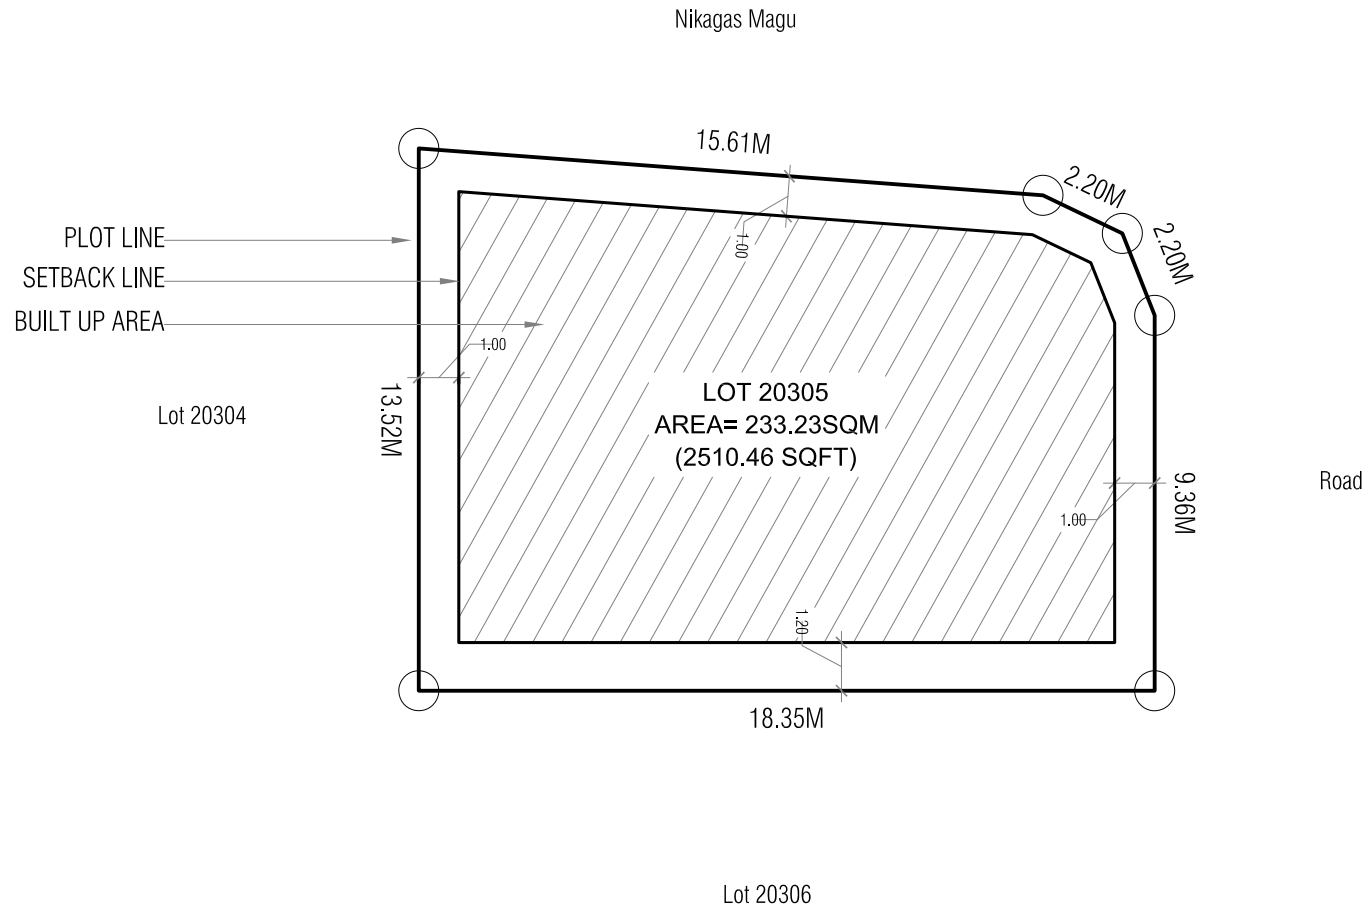 Nikagas Magu
15.61M
2.20M
2.20M
PLOT LINE
SETBACK LINE
BUILT UP AREA
1.00
1.00
13.52M
Lot 20304
LOT 20305
AREA= 233.23SQM
(2510.46 SQFT)
9.36M
Road
1.00
1.20
18.35M
Lot 20306